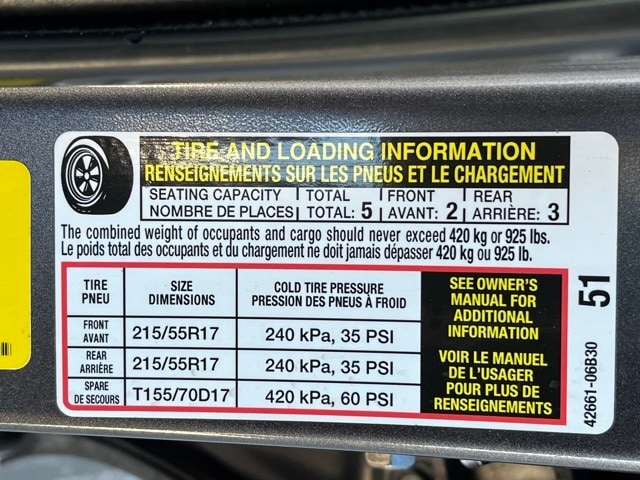 TIRE AND LOADING INFORMATION
RENSEIGNEMENTS SUR LES PNEUS ET LE CHARGEMENT
SEATING CAPACITY TOTAL FRONT REAR
NOMBRE DE PLACES TOTAL: 5 AVANT: 2 ARRIÈRE: 3
The combined weight of occupants and cargo should never exceed 420 kg or 925 lbs.
Le poids total des occupants et du chargement ne doit jamais dépasser 420 kg ou 925 lb.
TIRE SIZE COLD TIRE PRESSURE
PNEU DIMENSIONS PRESSION DES PNEUS À FROID
FRONT
AVANT 215/55R17 240 kPa, 35 PSI
REAR
ARRIÈRE 215/55R17 240 kPa, 35 PSI
SPARE
DE SECOURS T155/70D17 420 kPa, 60 PSI
SEE OWNER'S
MANUAL FOR
ADDITIONAL
INFORMATION
VOIR LE MANUEL
DE L'USAGER
POUR PLUS DE
RENSEIGNEMENTS
51
42661-06B30